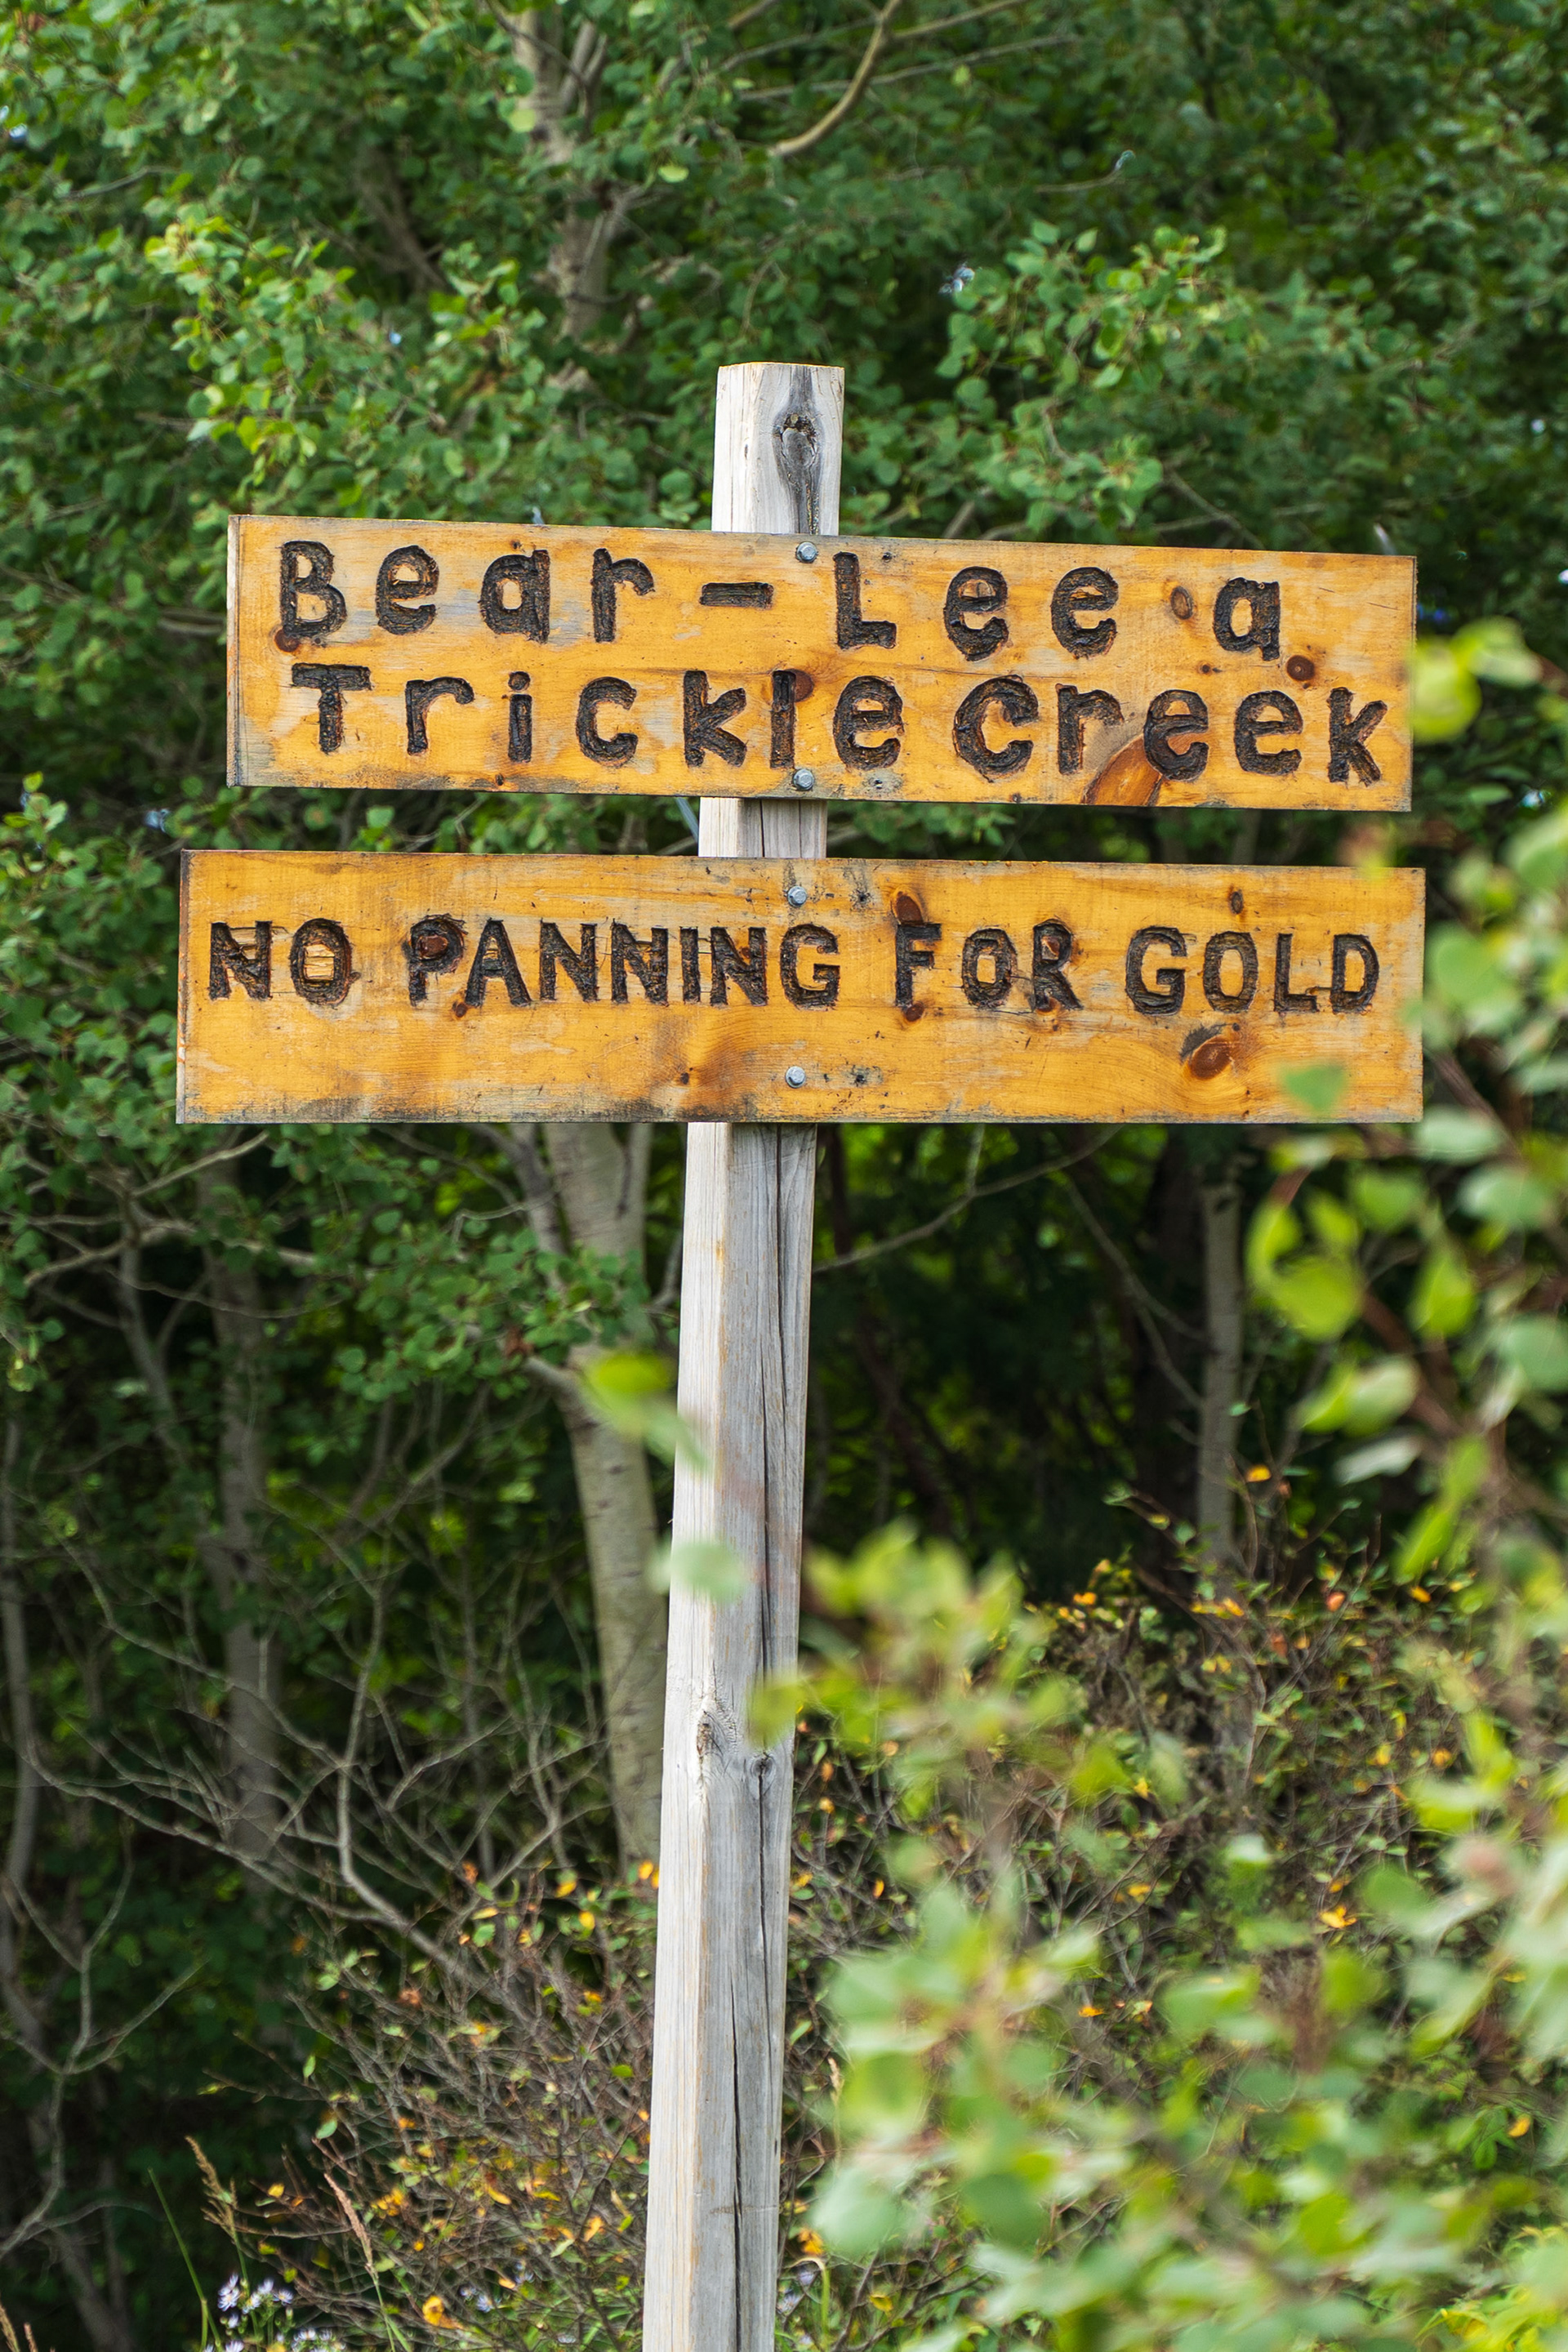 Bear-Lee a
Trickle Creek
NO PANNING FOR GOLD